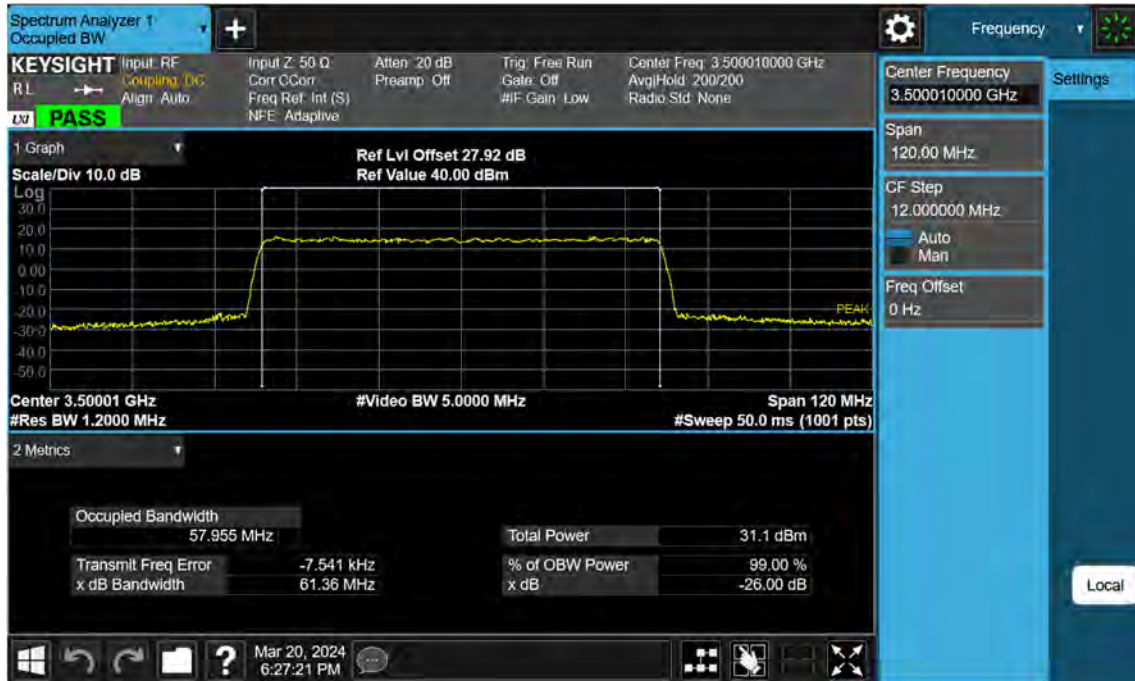 Spectrum Analyzer 1
Occupied BW
Frequency
KEYSIGHT Input: RF Input Z: 50 Ω Atten: 20 dB Trig: Free Run Center Freq: 3.500010000 GHz
RL Coupling: DC Corr CCorr Preamp: Off Gate: Off Avg|Hold: 200/200
Align: Auto Freq Ref: Int (S) #IF Gain: Low Radio Std: None
LXI PASS NFE: Adaptive
1 Graph
Ref Lvl Offset 27.92 dB
Scale/Div 10.0 dB Ref Value 40.00 dBm
Log
30.0
20.0
10.0
0.00
-10.0
-20.0
PEAK
-30.0
-40.0
-50.0
Center 3.50001 GHz #Video BW 5.0000 MHz Span 120 MHz
#Res BW 1.2000 MHz #Sweep 50.0 ms (1001 pts)
2 Metrics
Occupied Bandwidth
57.955 MHz Total Power 31.1 dBm
Transmit Freq Error -7.541 kHz % of OBW Power 99.00 %
x dB Bandwidth 61.36 MHz x dB -26.00 dB
Mar 20, 2024
6:27:21 PM
?
Center Frequency
3.500010000 GHz
Settings
Span
120.00 MHz
CF Step
12.000000 MHz
Auto
Man
Freq Offset
0 Hz
Local